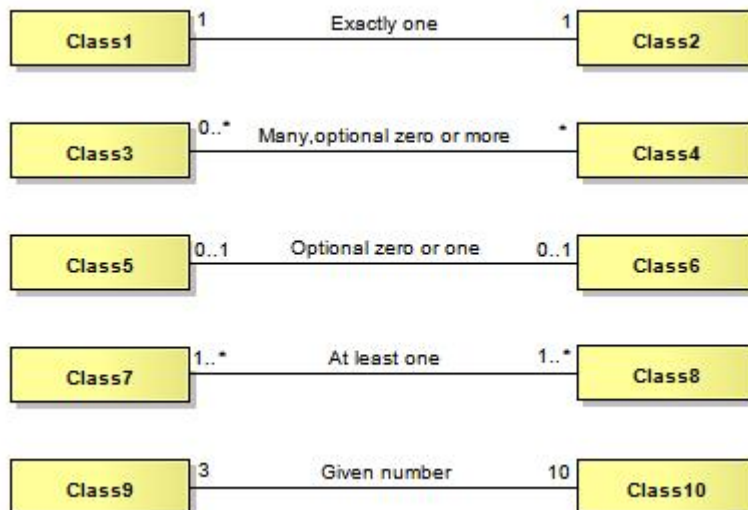 1 Exactly one 1
Class1 Class2
0..* Many,optional zero or more *
Class3 Class4
0..1 Optional zero or one 0..1
Class5 Class6
1..* At least one 1..*
Class7 Class8
3 Given number 10
Class9 Class10